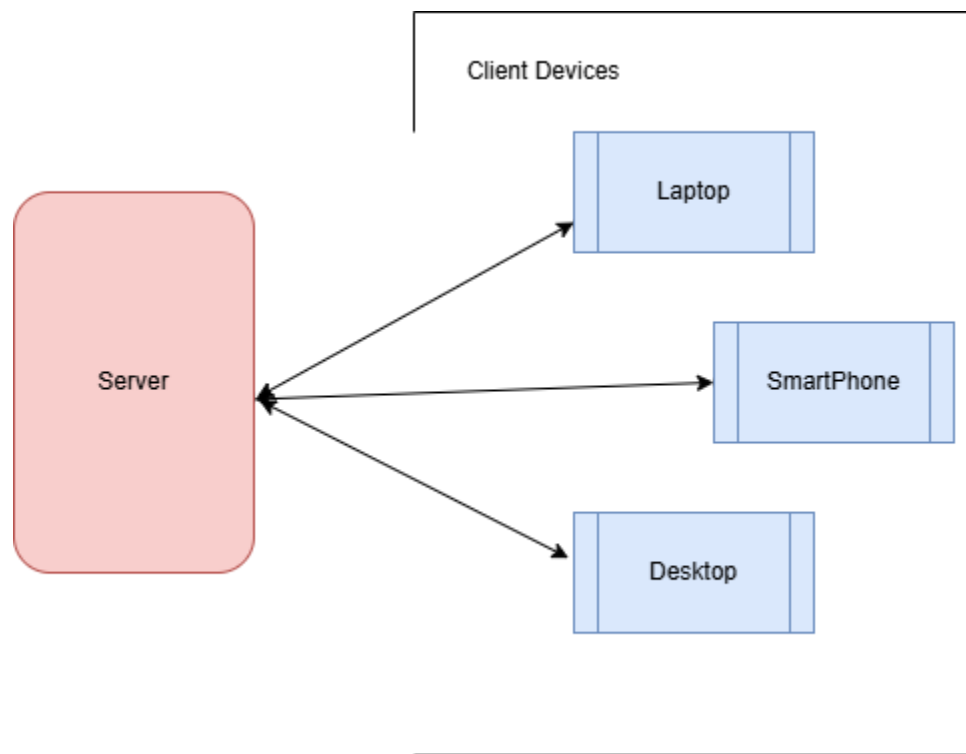 Client Devices
Laptop
Server
SmartPhone
Desktop